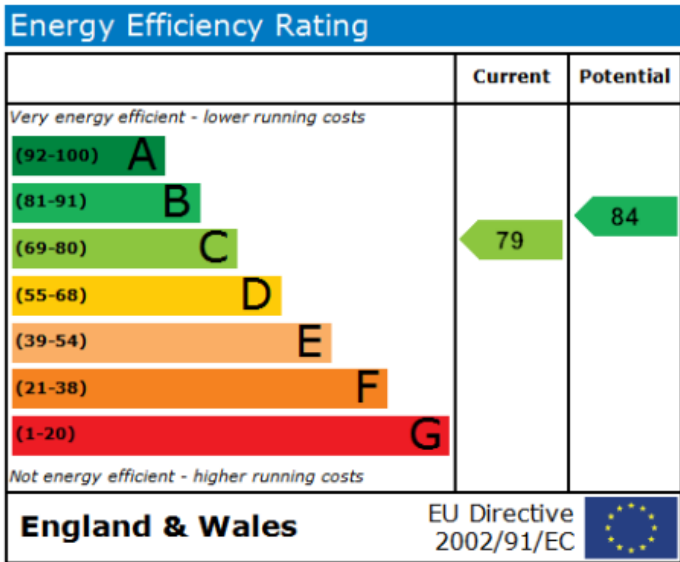 Energy Efficiency Rating
Current Potential
Very energy efficient - lower running costs
(92-100) A
(81-91) B
84
(69-80) C
79
(55-68) D
(39-54) E
(21-38) F
(1-20) G
Not energy efficient - higher running costs
England & Wales
EU Directive
2002/91/EC